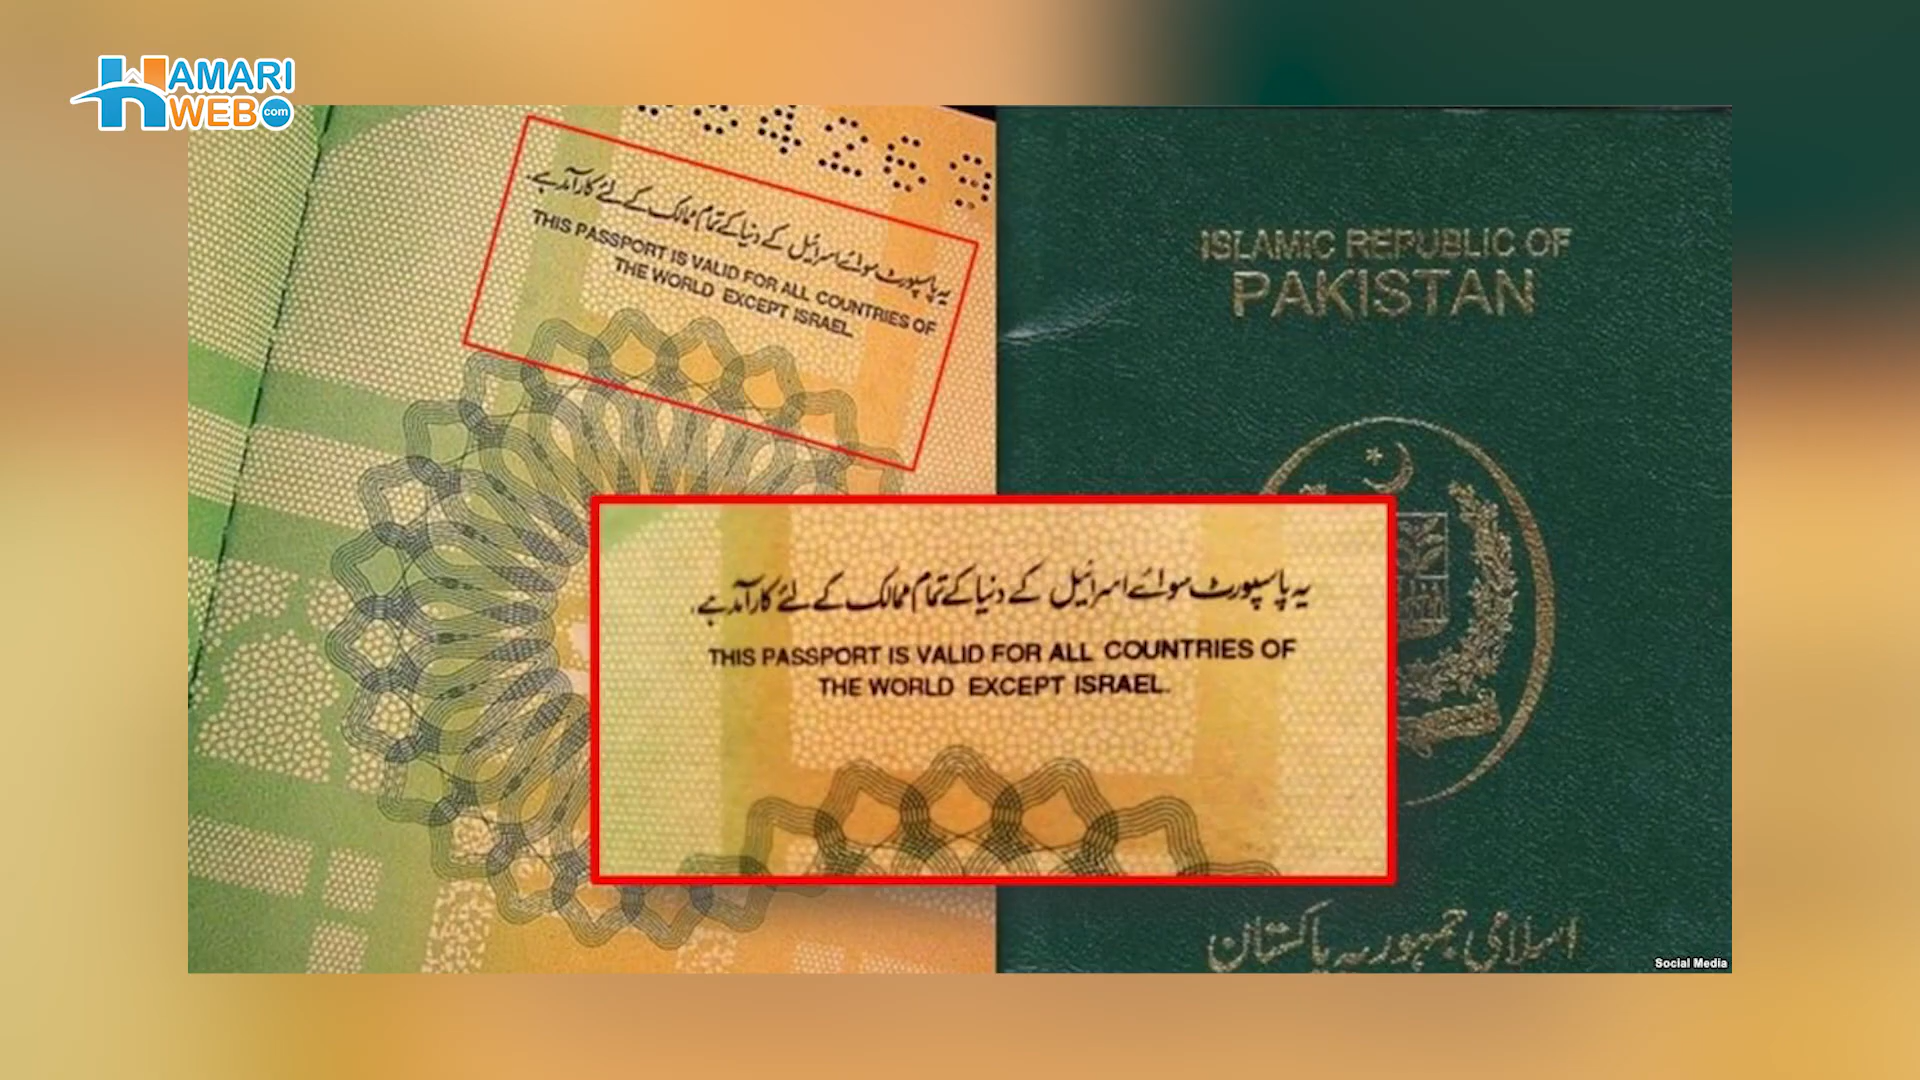 HAMARI
WEB.com
3426 9
یہ پاسپورٹ سوائے اسرائیل کے دنیا کے تمام ممالک کے لئے کارآمد ہے۔
THIS PASSPORT IS VALID FOR ALL COUNTRIES OF
THE WORLD EXCEPT ISRAEL.
ISLAMIC REPUBLIC OF
PAKISTAN
یہ پاسپورٹ سوائے اسرائیل کے دنیا کے تمام ممالک کے لئے کارآمد ہے۔
THIS PASSPORT IS VALID FOR ALL COUNTRIES OF
THE WORLD EXCEPT ISRAEL.
اسلامی جمہوریہ پاکستان
Social Media